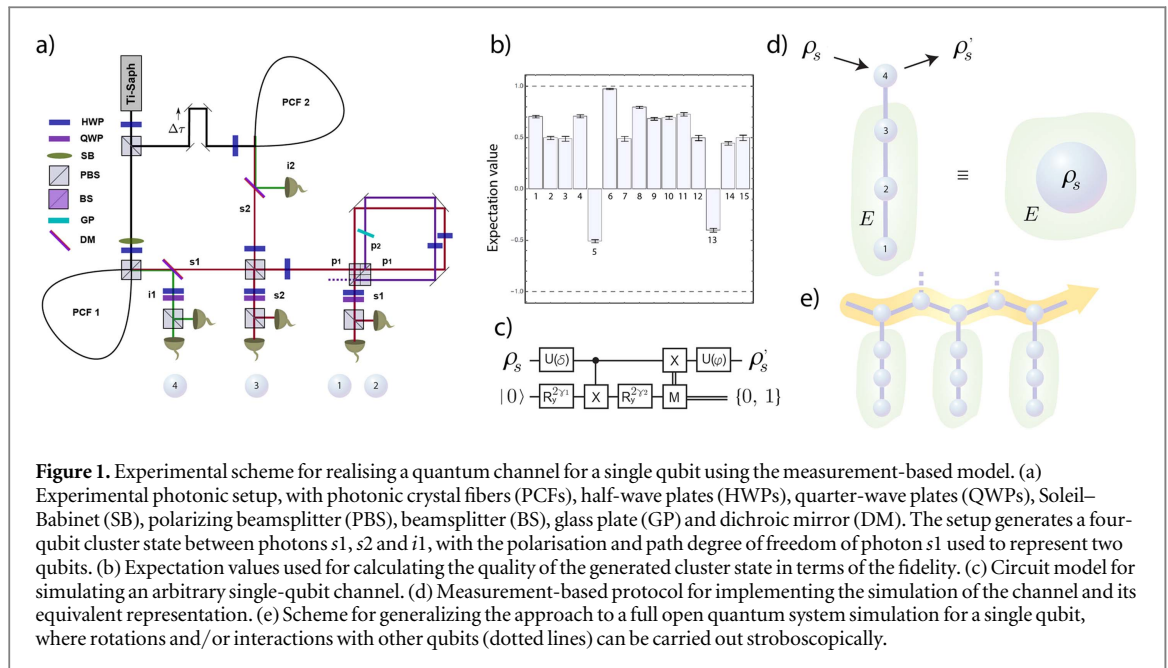 a)
Ti-Saph
PCF 2
Δτ
HWP
QWP
SB
PBS
BS
GP
DM
i2
s2
s1
p2
p1
p1
i1
s2
s1
PCF 1
4
3
1
2
b)
Expectation value
1.0
0.5
0.0
-0.5
-1.0
1 2 3 4 5 6 7 8 9 10 11 12 13 14 15
c)
ρs U(δ) X U(φ) ρs'
|0⟩ Ry^2γ1 X Ry^2γ2 M {0, 1}
d)
ρs ρs'
4
3
2
E
1
≡
ρs
E
e)
Figure 1. Experimental scheme for realising a quantum channel for a single qubit using the measurement-based model. (a)
Experimental photonic setup, with photonic crystal fibers (PCFs), half-wave plates (HWPs), quarter-wave plates (QWPs), Soleil–
Babinet (SB), polarizing beamsplitter (PBS), beamsplitter (BS), glass plate (GP) and dichroic mirror (DM). The setup generates a four-
qubit cluster state between photons s1, s2 and i1, with the polarisation and path degree of freedom of photon s1 used to represent two
qubits. (b) Expectation values used for calculating the quality of the generated cluster state in terms of the fidelity. (c) Circuit model for
simulating an arbitrary single-qubit channel. (d) Measurement-based protocol for implementing the simulation of the channel and its
equivalent representation. (e) Scheme for generalizing the approach to a full open quantum system simulation for a single qubit,
where rotations and/or interactions with other qubits (dotted lines) can be carried out stroboscopically.